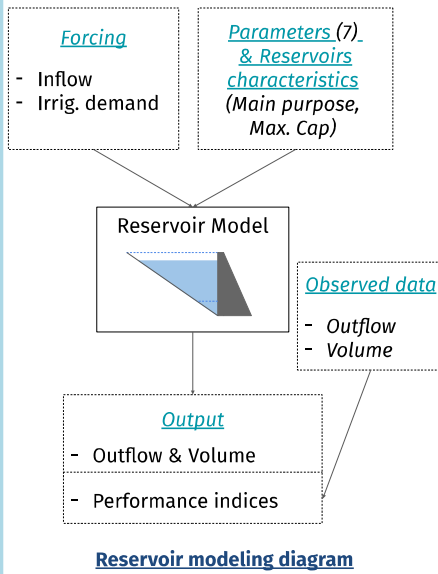 Forcing
- Inflow
- Irrig. demand
Parameters (7)
& Reservoirs
characteristics
(Main purpose,
Max. Cap)
Reservoir Model
Observed data
- Outflow
- Volume
Output
- Outflow & Volume
- Performance indices
Reservoir modeling diagram